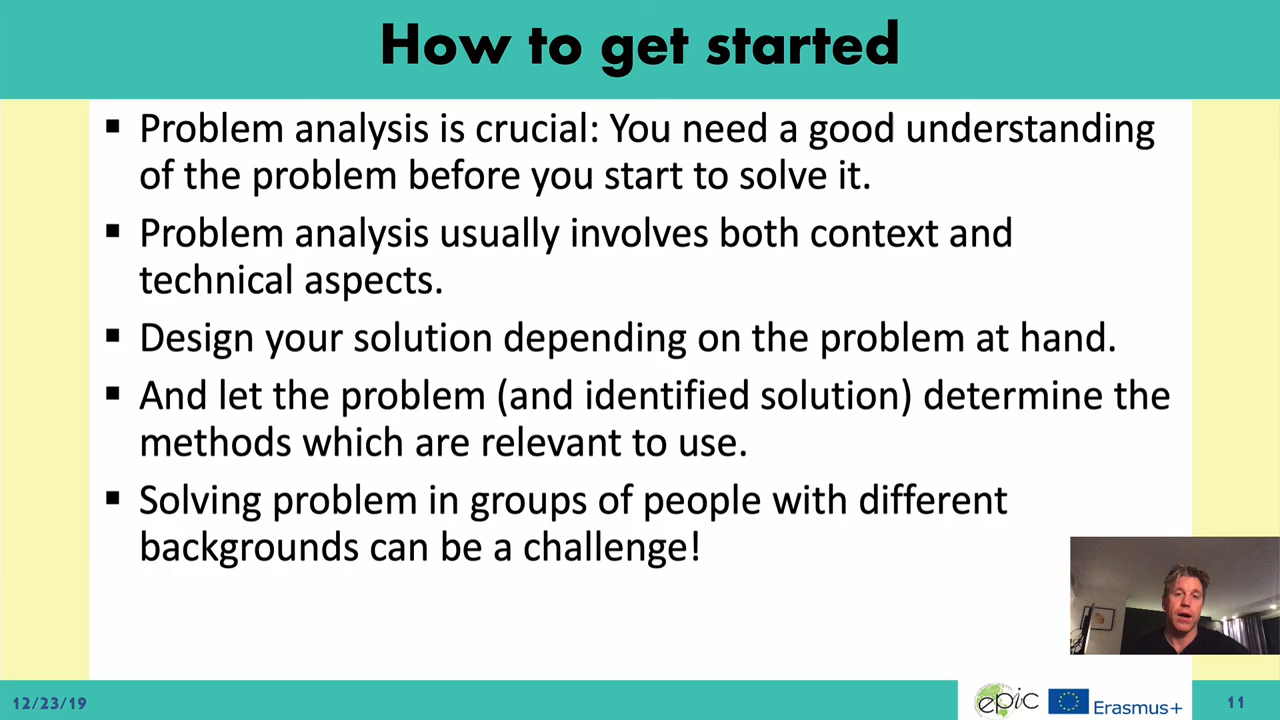 How to get started
▪ Problem analysis is crucial: You need a good understanding
of the problem before you start to solve it.
▪ Problem analysis usually involves both context and
technical aspects.
▪ Design your solution depending on the problem at hand.
▪ And let the problem (and identified solution) determine the
methods which are relevant to use.
▪ Solving problem in groups of people with different
backgrounds can be a challenge!
12/23/19
epic
Erasmus+
11